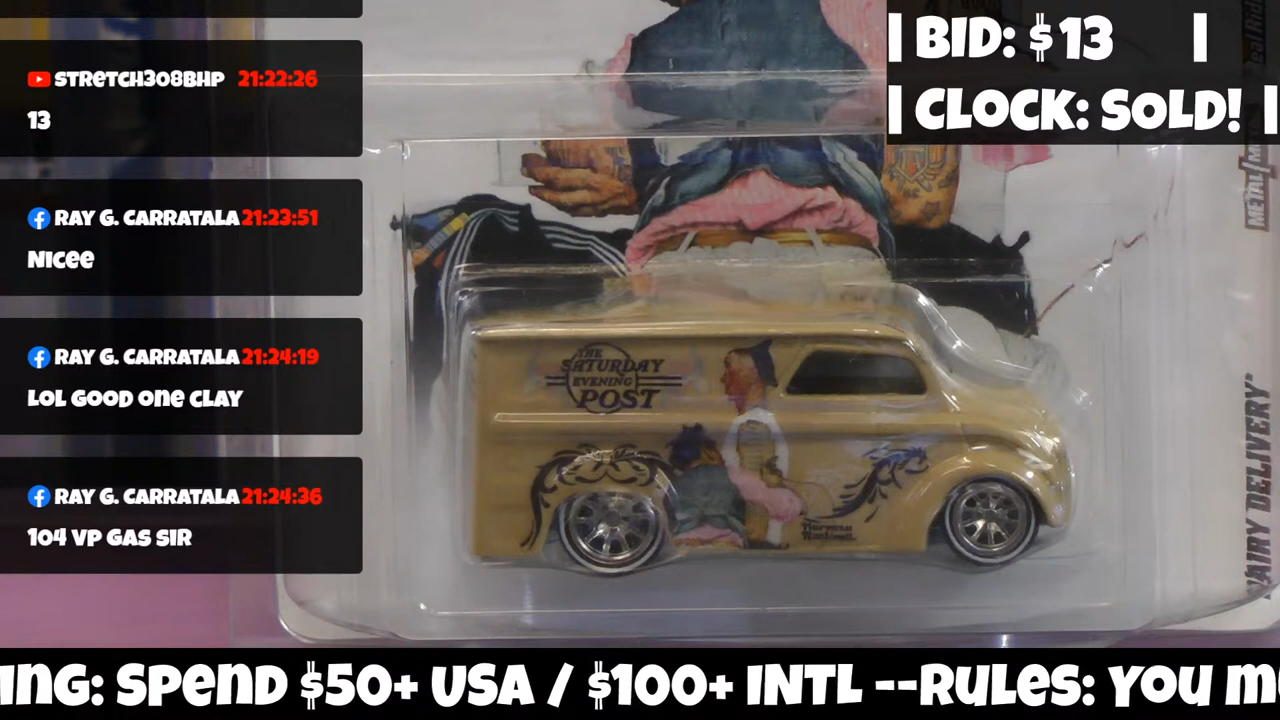 STRETCH308BHP 21:22:26
13
RAY G. CARRATALA 21:23:51
NICEE
RAY G. CARRATALA 21:24:19
LOL GOOD ONE CLAY
RAY G. CARRATALA 21:24:36
104 VP GAS SIR
| BID: $13 |
| CLOCK: SOLD! |
METAL/
THE
SATURDAY
EVENING
POST
Norman
Rockwell
AIRY DELIVERY
ING: SPEND $50+ USA / $100+ INTL --RULES: YOU M